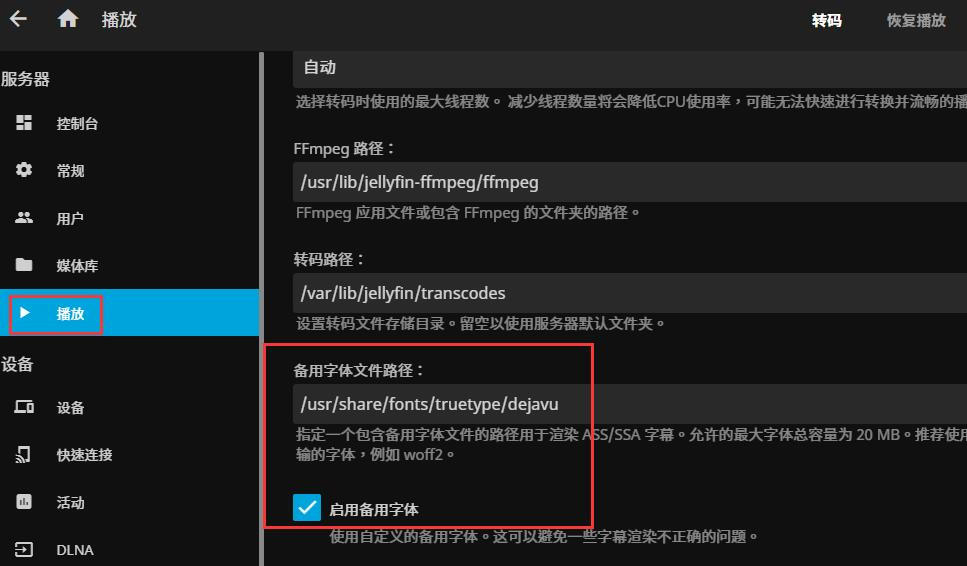 播放
转码
恢复播放
服务器
控制台
常规
用户
媒体库
播放
设备
设备
快速连接
活动
DLNA
自动
选择转码时使用的最大线程数。 减少线程数量将会降低CPU使用率，可能无法快速进行转换并流畅的播
FFmpeg 路径：
/usr/lib/jellyfin-ffmpeg/ffmpeg
FFmpeg 应用文件或包含 FFmpeg 的文件夹的路径。
转码路径：
/var/lib/jellyfin/transcodes
设置转码文件存储目录。留空以使用服务器默认文件夹。
备用字体文件路径：
/usr/share/fonts/truetype/dejavu
指定一个包含备用字体文件的路径用于渲染 ASS/SSA 字幕。允许的最大字体总容量为 20 MB。推荐使用
输的字体，例如 woff2。
启用备用字体
使用自定义的备用字体。这可以避免一些字幕渲染不正确的问题。